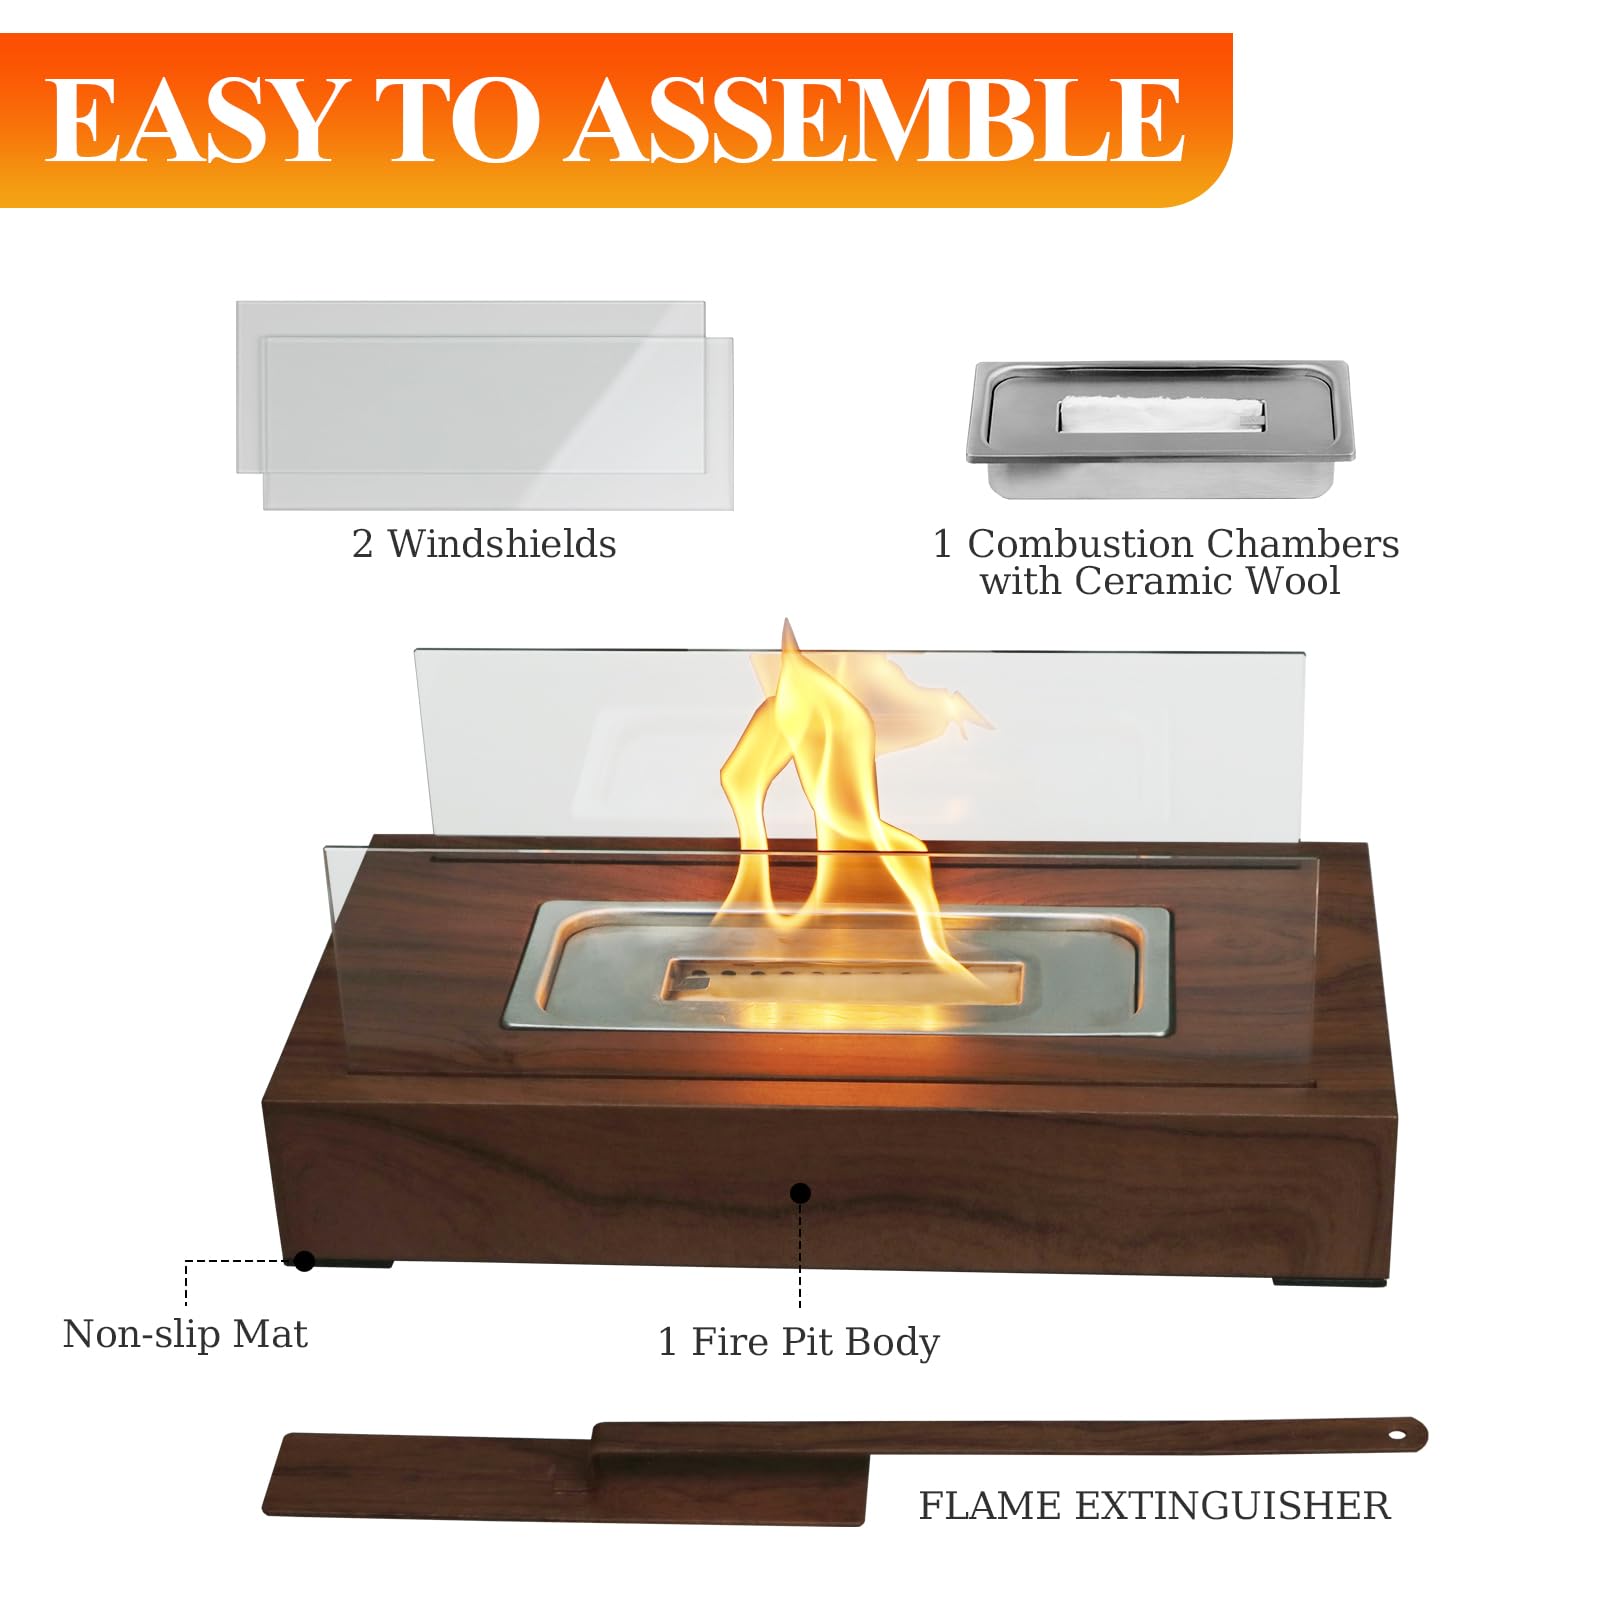 EASY TO ASSEMBLE
2 Windshields
1 Combustion Chambers
with Ceramic Wool
Non-slip Mat
1 Fire Pit Body
FLAME EXTINGUISHER